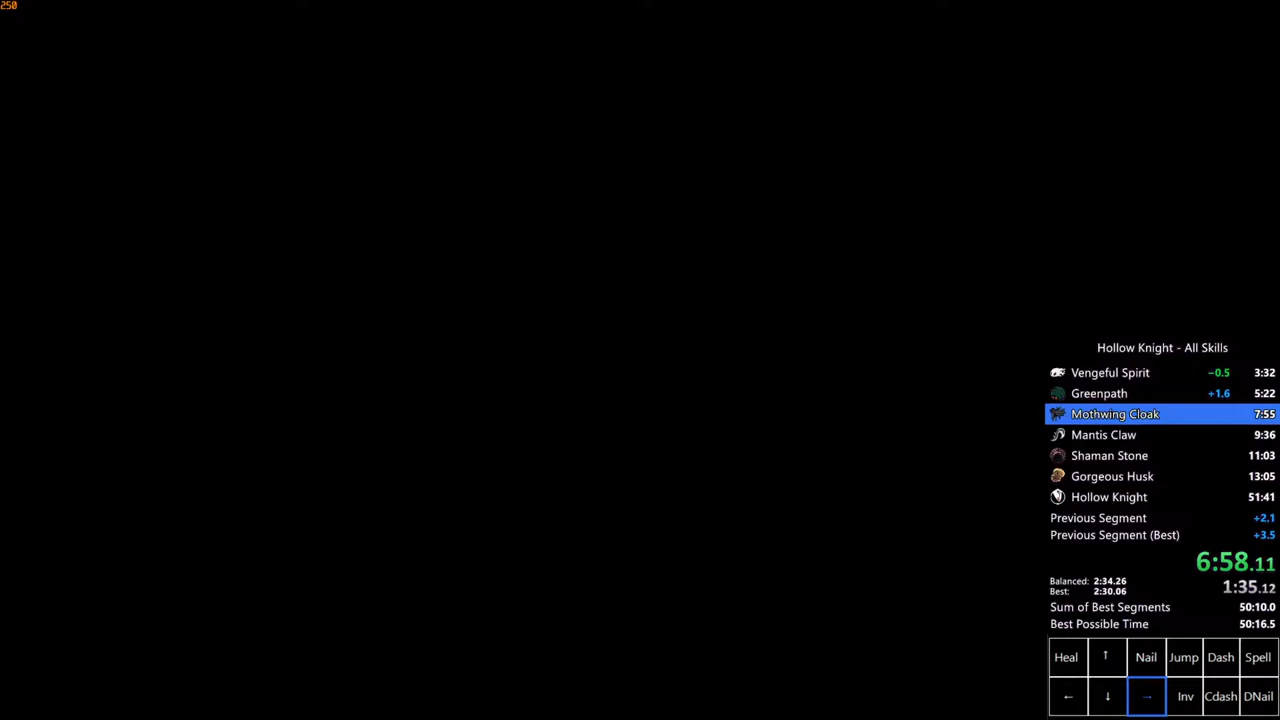 250
Hollow Knight - All Skills
Vengeful Spirit −0.5 3:32
Greenpath +1.6 5:22
Mothwing Cloak 7:55
Mantis Claw 9:36
Shaman Stone 11:03
Gorgeous Husk 13:05
Hollow Knight 51:41
Previous Segment +2.1
Previous Segment (Best) +3.5
6:58.11
Balanced: 2:34.26
Best: 2:30.06
1:35.12
Sum of Best Segments 50:10.0
Best Possible Time 50:16.5
Heal ↑ Nail Jump Dash Spell
← ↓ → Inv Cdash DNail